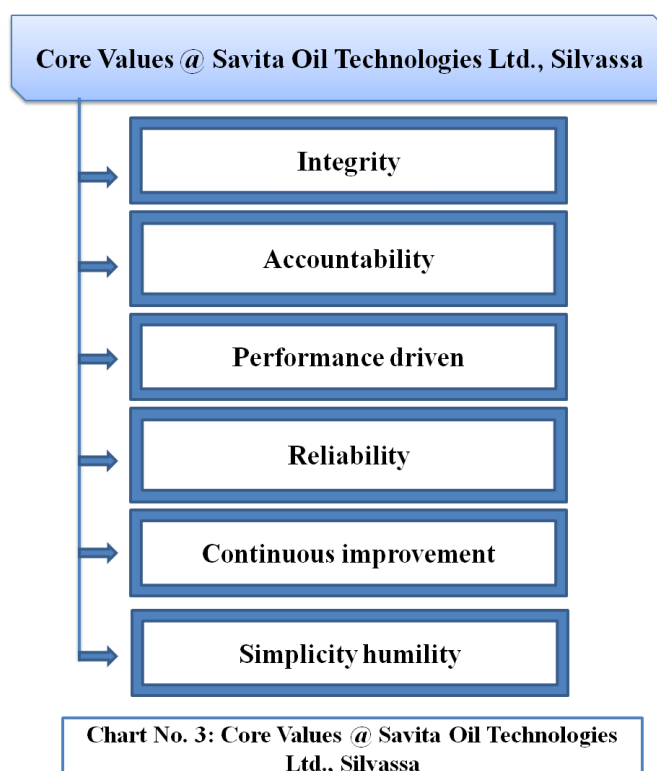 Core Values @ Savita Oil Technologies Ltd., Silvassa
Integrity
Accountability
Performance driven
Reliability
Continuous improvement
Simplicity humility
Chart No. 3: Core Values @ Savita Oil Technologies
Ltd., Silvassa